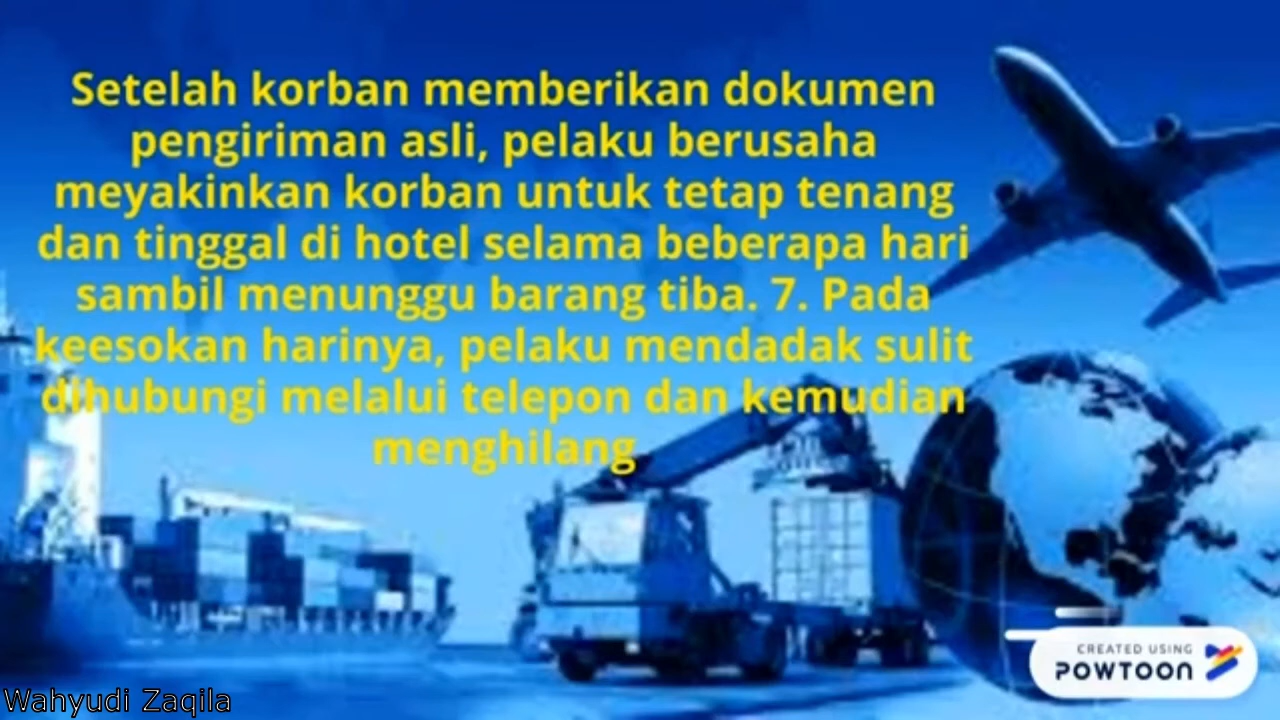 Setelah korban memberikan dokumen
pengiriman asli, pelaku berusaha
meyakinkan korban untuk tetap tenang
dan tinggal di hotel selama beberapa hari
sambil menunggu barang tiba. 7. Pada
keesokan harinya, pelaku mendadak sulit
dihubungi melalui telepon dan kemudian
menghilang
CREATED USING
POWTOON
Wahyudi Zaqila